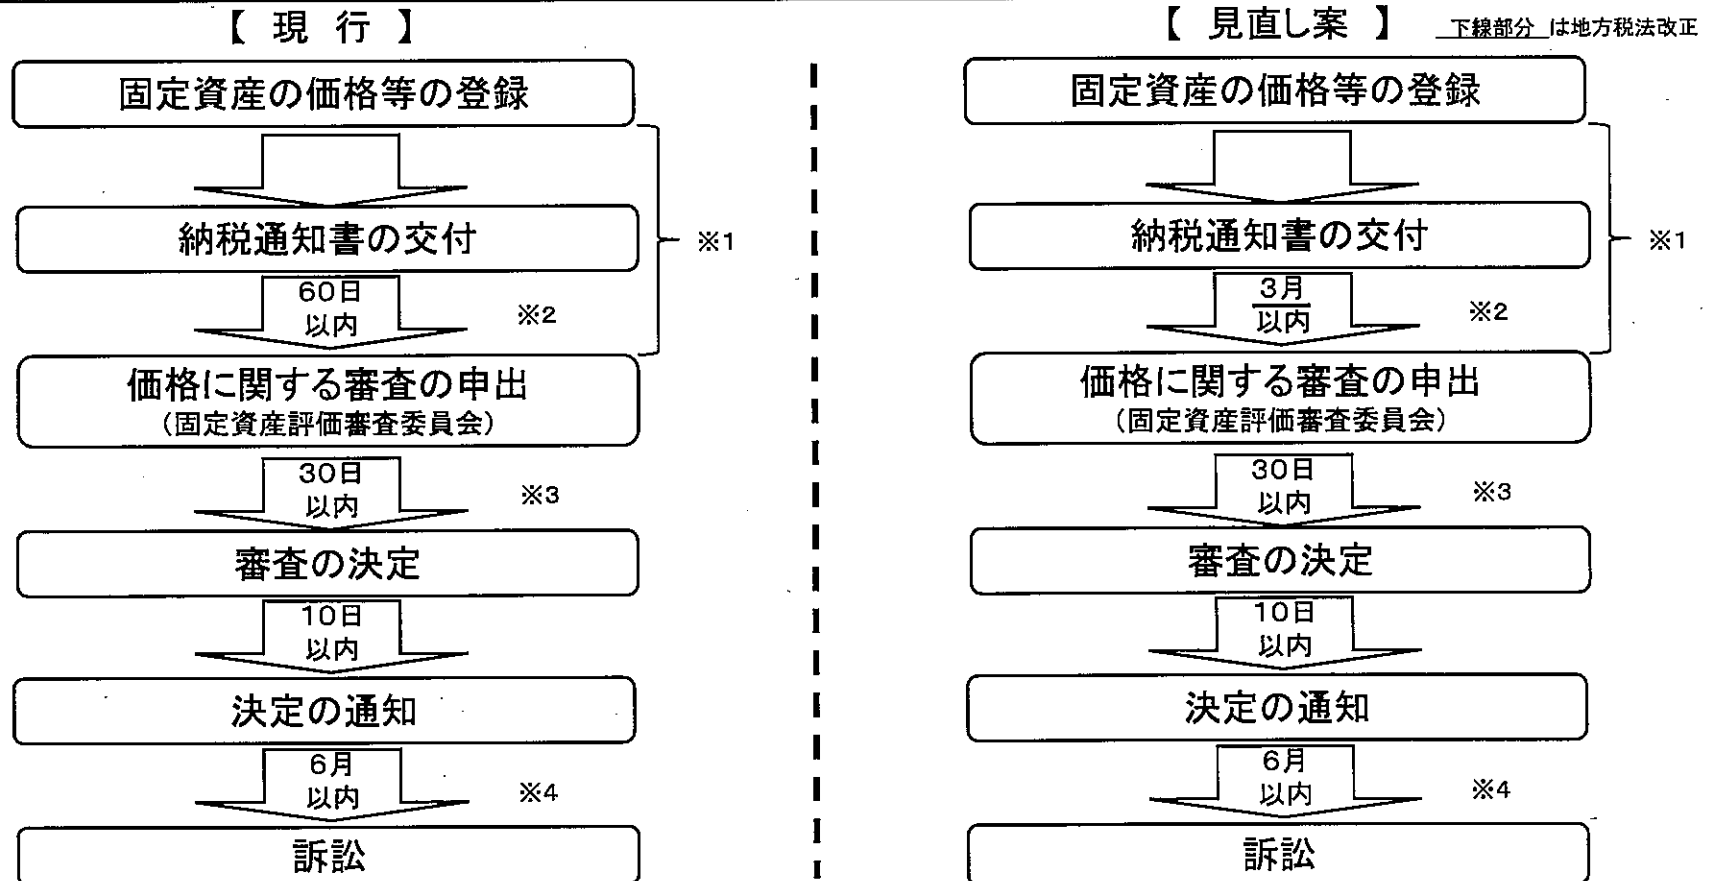 【 現 行 】
固定資産の価格等の登録
納税通知書の交付
※1
60日
以内
※2
価格に関する審査の申出
(固定資産評価審査委員会)
30日
以内
※3
審査の決定
10日
以内
決定の通知
6月
以内
※4
訴訟
【 見直し案 】
下線部分 は地方税法改正
固定資産の価格等の登録
納税通知書の交付
※1
3月
以内
※2
価格に関する審査の申出
(固定資産評価審査委員会)
30日
以内
※3
審査の決定
10日
以内
決定の通知
6月
以内
※4
訴訟